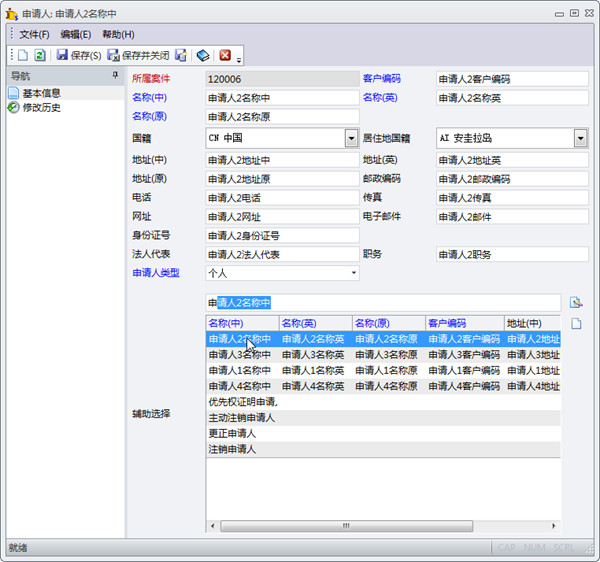 申请人: 申请人2名称中
文件(F) 编辑(E) 帮助(H)
保存(S) 保存并关闭
导航
基本信息
修改历史
所属案件 120006 客户编码 申请人2客户编码
名称(中) 申请人2名称中 名称(英) 申请人2名称英
名称(原) 申请人2名称原
国籍 CN 中国 居住地国籍 AI 安圭拉岛
地址(中) 申请人2地址中 地址(英) 申请人2地址英
地址(原) 申请人2地址原 邮政编码 申请人2邮政编码
电话 申请人2电话 传真 申请人2传真
网址 申请人2网址 电子邮件 申请人2邮件
身份证号 申请人2身份证号
法人代表 申请人2法人代表 职务 申请人2职务
申请人类型 个人
申请人2名称中
名称(中) 名称(英) 名称(原) 客户编码 地址(中)
申请人2名称中 申请人2名称英 申请人2名称原 申请人2客户编码 申请人2地址
申请人3名称中 申请人3名称英 申请人3名称原 申请人3客户编码 申请人3地址
申请人1名称中 申请人1名称英 申请人1名称原 申请人1客户编码 申请人1地址
申请人4名称中 申请人4名称英 申请人4名称原 申请人4客户编码 申请人4地址
优先权证明申请,
辅助选择
主动注销申请人
更正申请人
注销申请人
就绪 CAP NUM SCRL